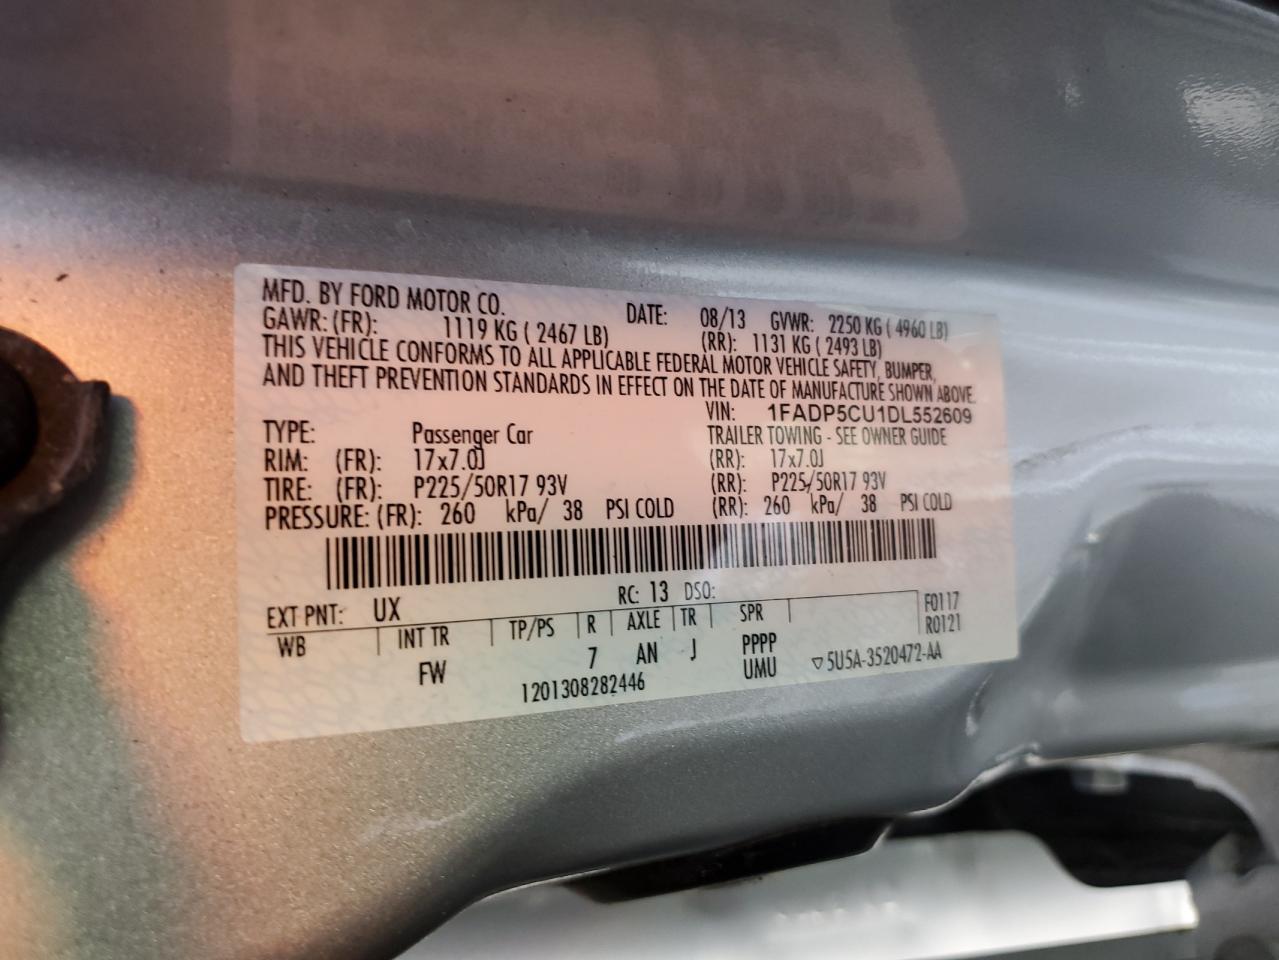 MFD. BY FORD MOTOR CO. DATE: 08/13 GVWR: 2250 KG ( 4960 LB)
GAWR: (FR): 1119 KG ( 2467 LB) (RR): 1131 KG ( 2493 LB)
THIS VEHICLE CONFORMS TO ALL APPLICABLE FEDERAL MOTOR VEHICLE SAFETY, BUMPER,
AND THEFT PREVENTION STANDARDS IN EFFECT ON THE DATE OF MANUFACTURE SHOWN ABOVE.
VIN: 1FADP5CU1DL552609
TYPE: Passenger Car TRAILER TOWING - SEE OWNER GUIDE
RIM: (FR): 17x7.0J (RR): 17x7.0J
TIRE: (FR): P225/50R17 93V (RR): P225/50R17 93V
PRESSURE: (FR): 260 kPa/ 38 PSI COLD (RR): 260 kPa/ 38 PSI COLD
EXT PNT: UX RC: 13 DSO: F0117
WB INT TR TP/PS R AXLE TR SPR R0121
FW 7 AN J PPPP
1201308282446 UMU ▽5U5A-3520472-AA